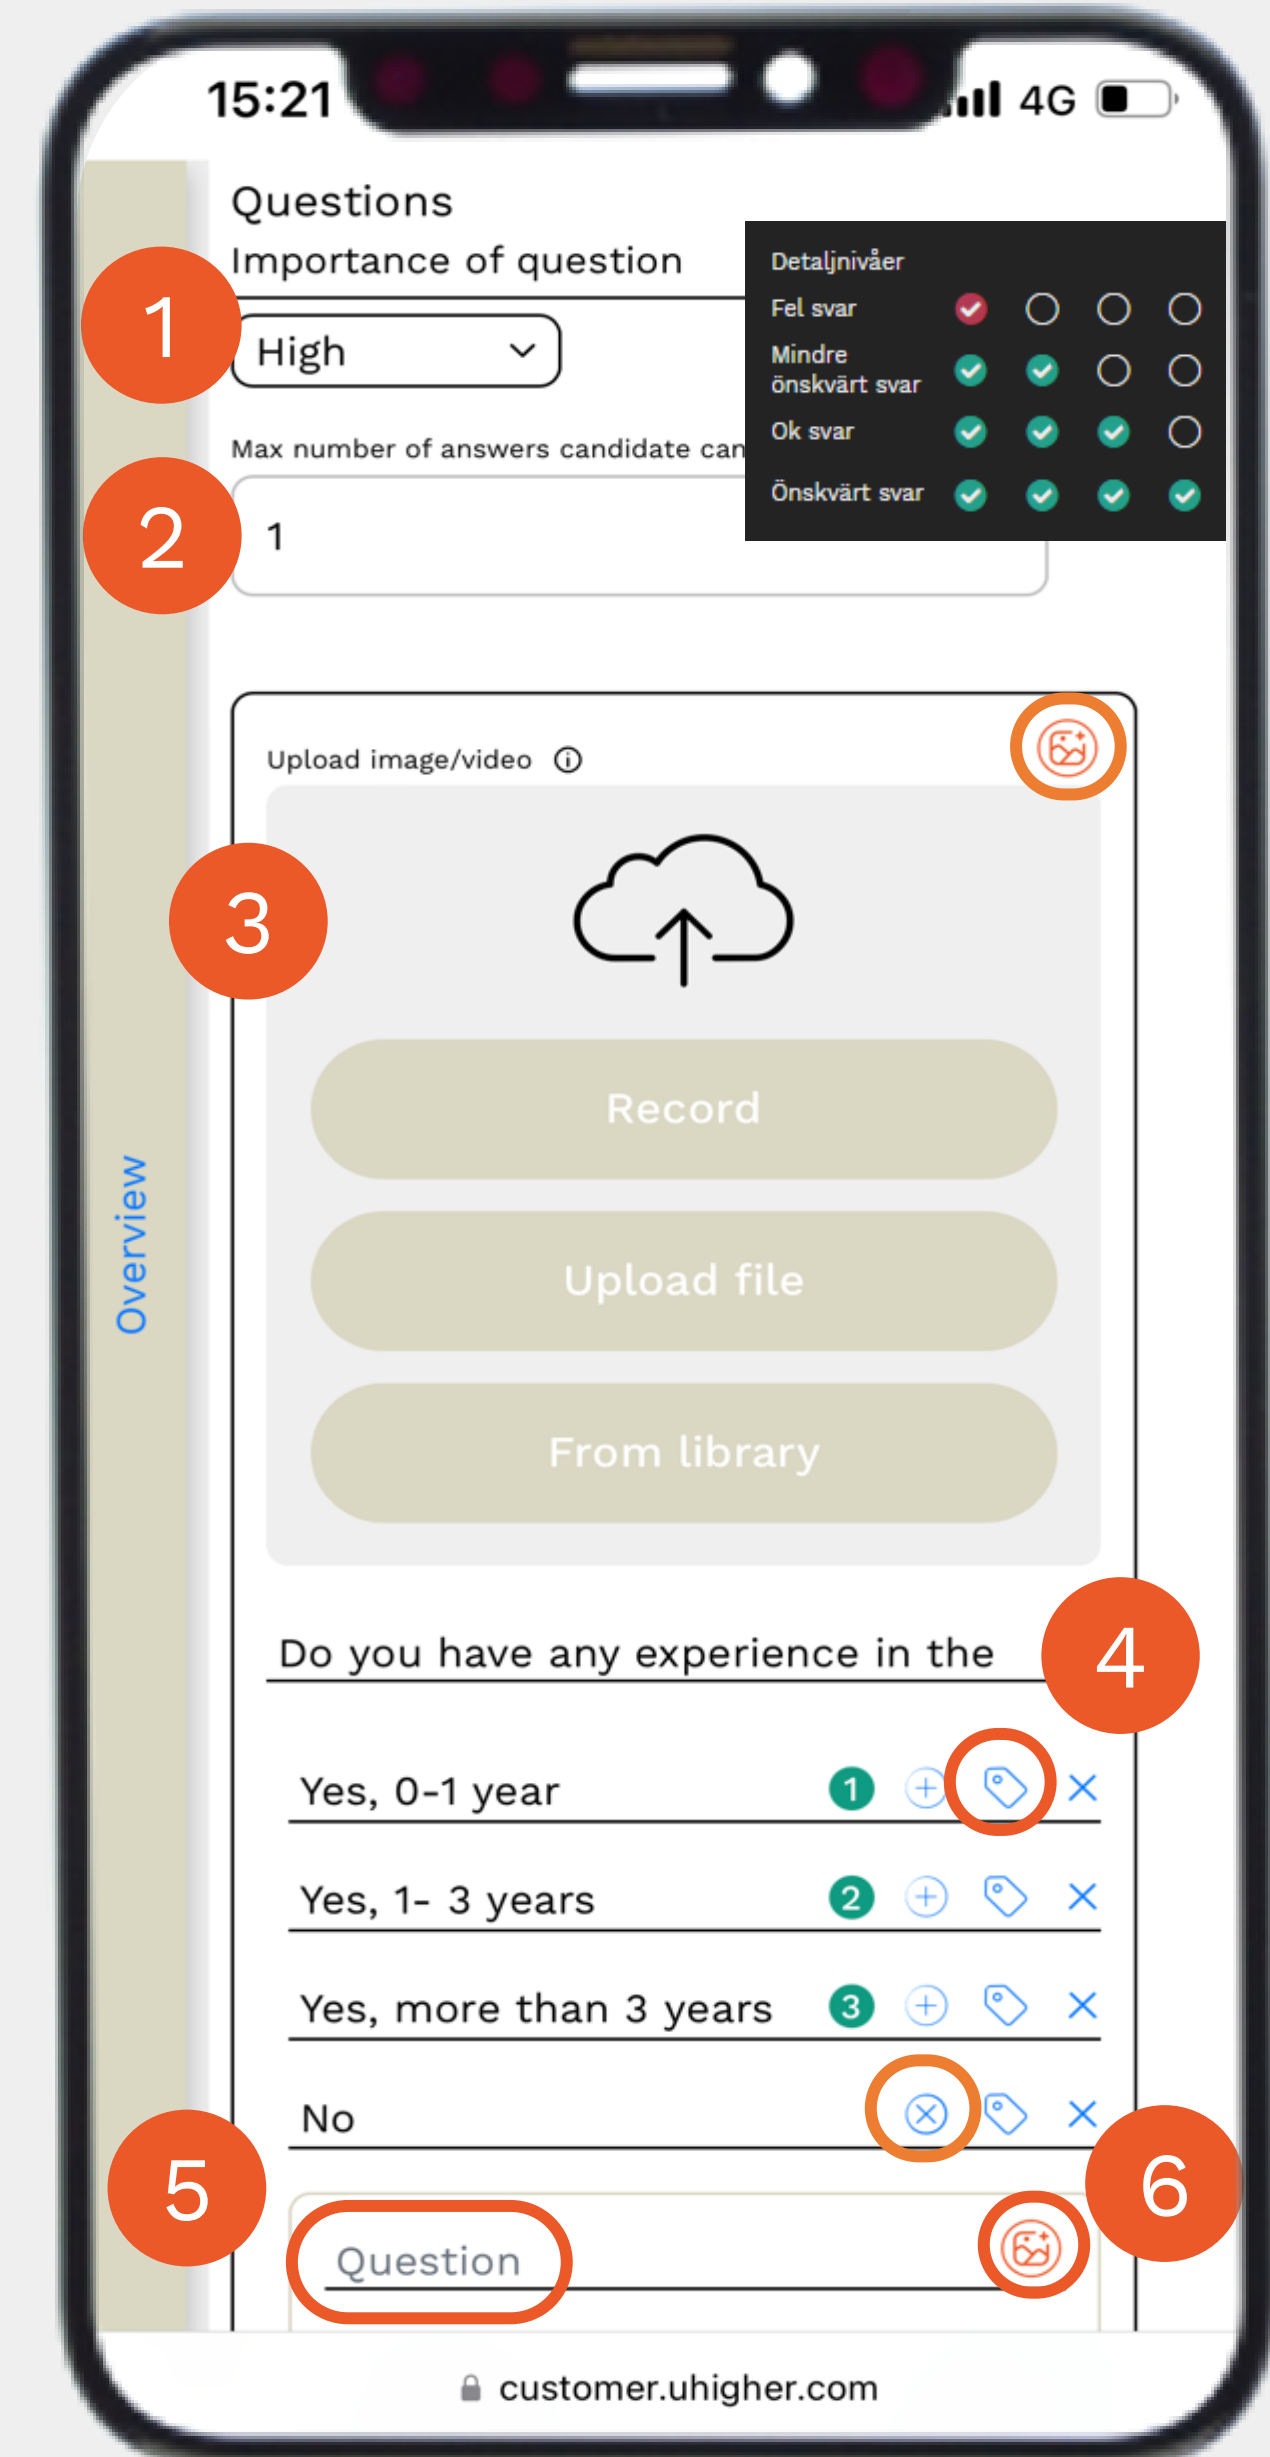 15:21
4G
Questions
Importance of question
1
High
Detaljnivåer
Fel svar
Mindre
önskvärt svar
Ok svar
Önskvärt svar
Max number of answers candidate can
2
1
Upload image/video
3
Record
Upload file
From library
Overview
Do you have any experience in the
4
Yes, 0-1 year 1
Yes, 1- 3 years 2
Yes, more than 3 years 3
No
5
6
Question
customer.uhigher.com